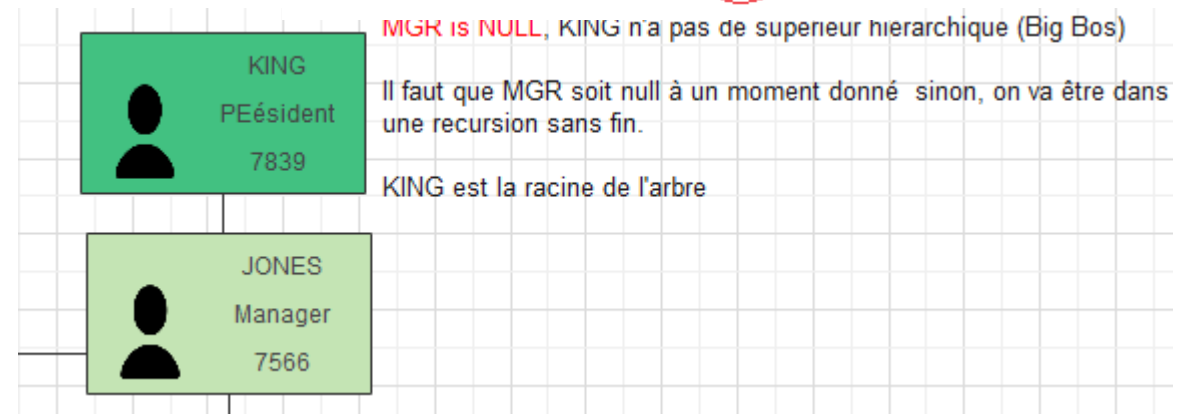 MGR is NULL, KING n'a pas de superieur hierarchique (Big Bos)
KING
PEésident
7839
Il faut que MGR soit null à un moment donné sinon, on va être dans
une recursion sans fin.
KING est la racine de l'arbre
JONES
Manager
7566